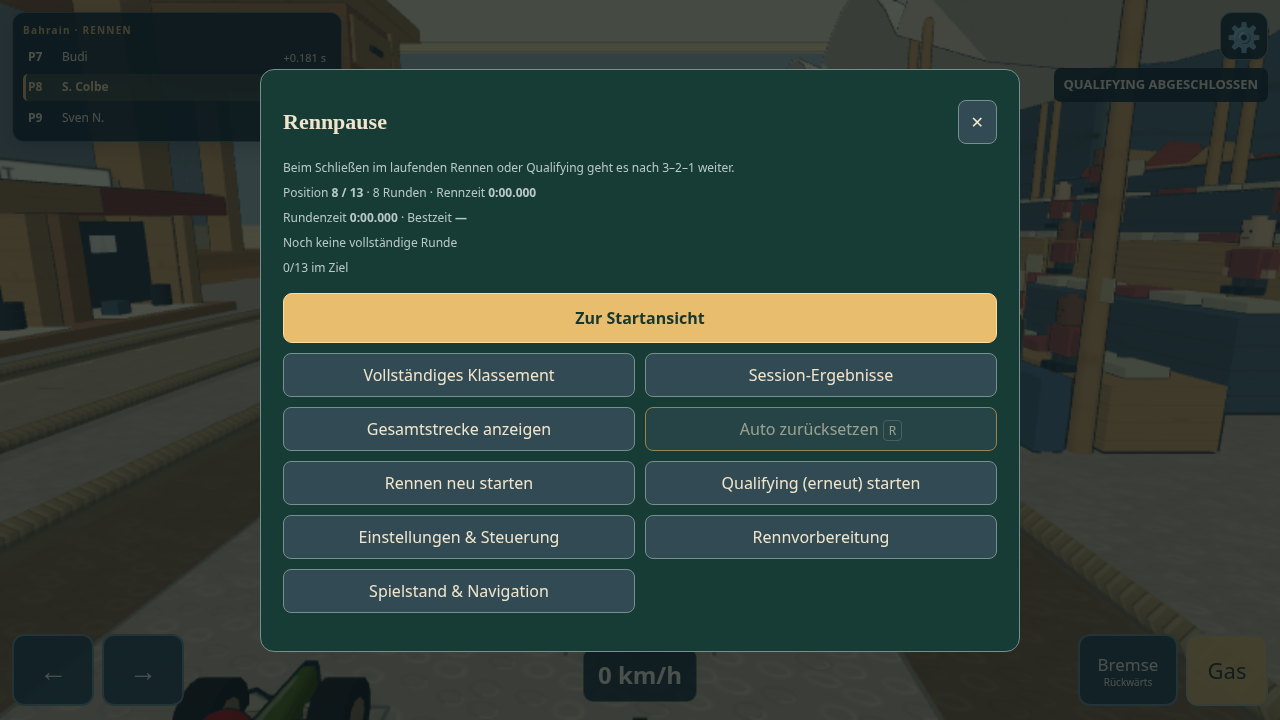 Bahrain · RENNEN
P7 Budi +0.181 s
P8 S. Colbe
P9 Sven N.
QUALIFYING ABGESCHLOSSEN
Rennpause
×
Beim Schließen im laufenden Rennen oder Qualifying geht es nach 3–2–1 weiter.
Position 8 / 13 · 8 Runden · Rennzeit 0:00.000
Rundenzeit 0:00.000 · Bestzeit —
Noch keine vollständige Runde
0/13 im Ziel
Zur Startansicht
Vollständiges Klassement
Session-Ergebnisse
Gesamtstrecke anzeigen
Auto zurücksetzen R
Rennen neu starten
Qualifying (erneut) starten
Einstellungen & Steuerung
Rennvorbereitung
Spielstand & Navigation
← →
0 km/h
Bremse
Rückwärts
Gas